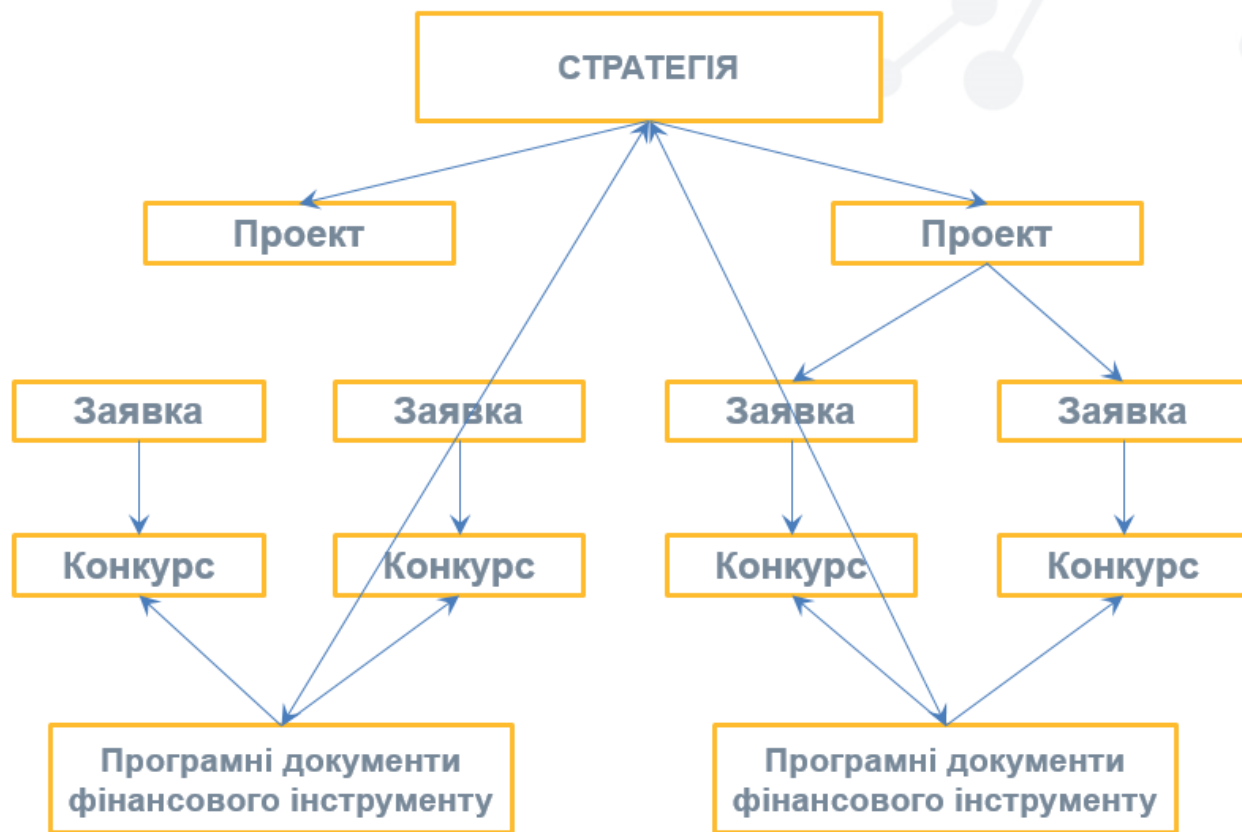 СТРАТЕГІЯ
Проект
Проект
Заявка
Заявка
Заявка
Заявка
Конкурс
Конкурс
Конкурс
Конкурс
Програмні документи
фінансового інструменту
Програмні документи
фінансового інструменту